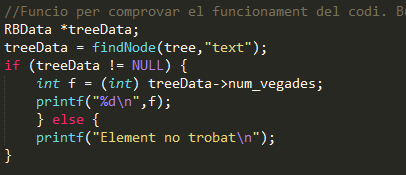 //Funcio per comprovar el funcionament del codi. Bu
RBData *treeData;
treeData = findNode(tree,"text");
if (treeData != NULL) {
int f = (int) treeData->num_vegades;
printf("%d\n",f);
} else {
printf("Element no trobat\n");
}